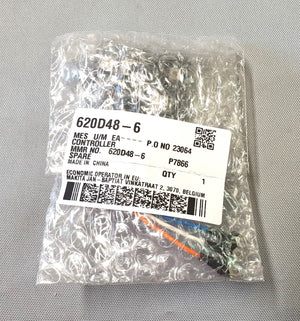 620D48-6
MES U/M EA---- P.O NO 23064
CONTROLLER
MMR NO. 620D48-6
SPARE P7866
MADE IN CHINA QTY 1
ECONOMIC OPERATOR IN EU:
MAKITA JAN-BAPTIST VINKSTRAAT 2, 3070, BELGIUM